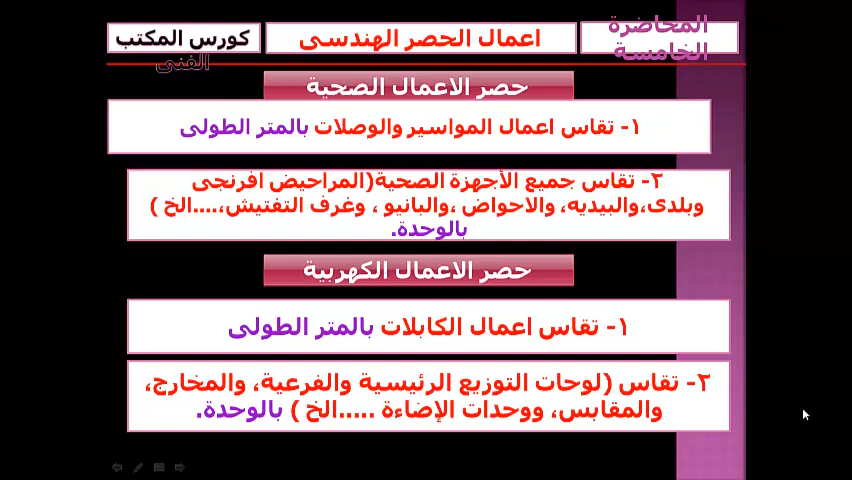 المحاضرة
الخامسة
اعمال الحصر الهندسى
كورس المكتب
الفنى
حصر الاعمال الصحية
١- تقاس اعمال المواسير والوصلات بالمتر الطولى
٢- تقاس جميع الأجهزة الصحية(المراحيض افرنجى
وبلدى،والبيديه، والاحواض ،والبانيو ، وغرف التفتيش،....الخ )
بالوحدة.
حصر الاعمال الكهربية
١- تقاس اعمال الكابلات بالمتر الطولى
٢- تقاس (لوحات التوزيع الرئيسية والفرعية، والمخارج،
والمقابس، ووحدات الإضاءة .....الخ ) بالوحدة.